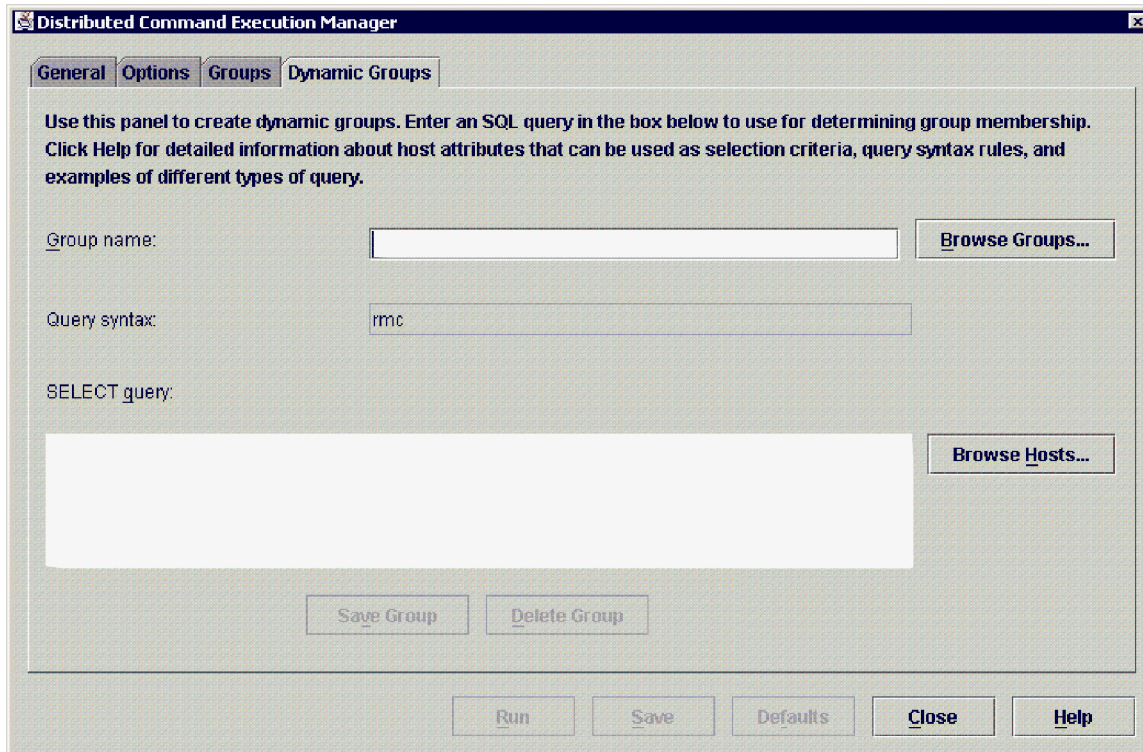 Distributed Command Execution Manager
General Options Groups Dynamic Groups
Use this panel to create dynamic groups. Enter an SQL query in the box below to use for determining group membership.
Click Help for detailed information about host attributes that can be used as selection criteria, query syntax rules, and
examples of different types of query.
Group name: Browse Groups...
Query syntax: rmc
SELECT query:
Browse Hosts...
Save Group Delete Group
Run Save Defaults Close Help